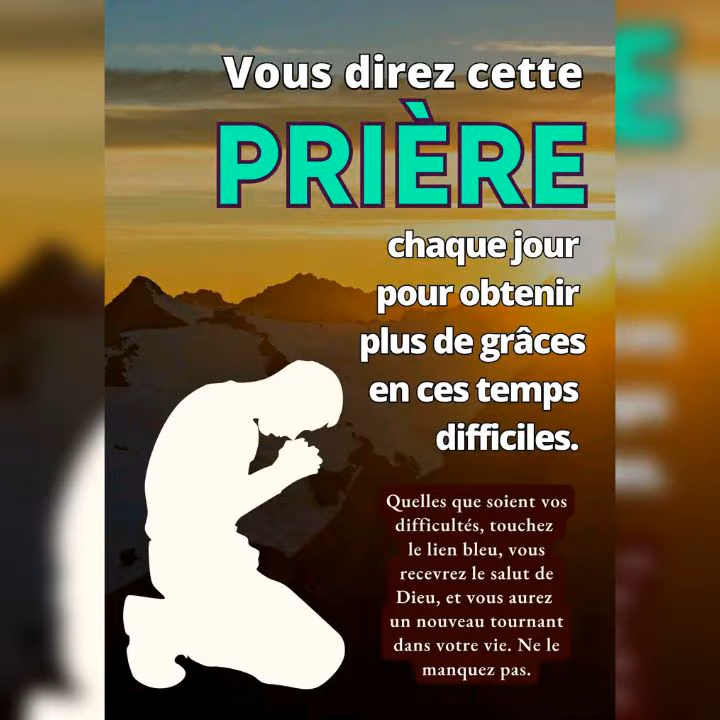 Vous direz cette
PRIÈRE
chaque jour
pour obtenir
plus de grâces
en ces temps
difficiles.
Quelles que soient vos
difficultés, touchez
le lien bleu, vous
recevrez le salut de
Dieu, et vous aurez
un nouveau tournant
dans votre vie. Ne le
manquez pas.